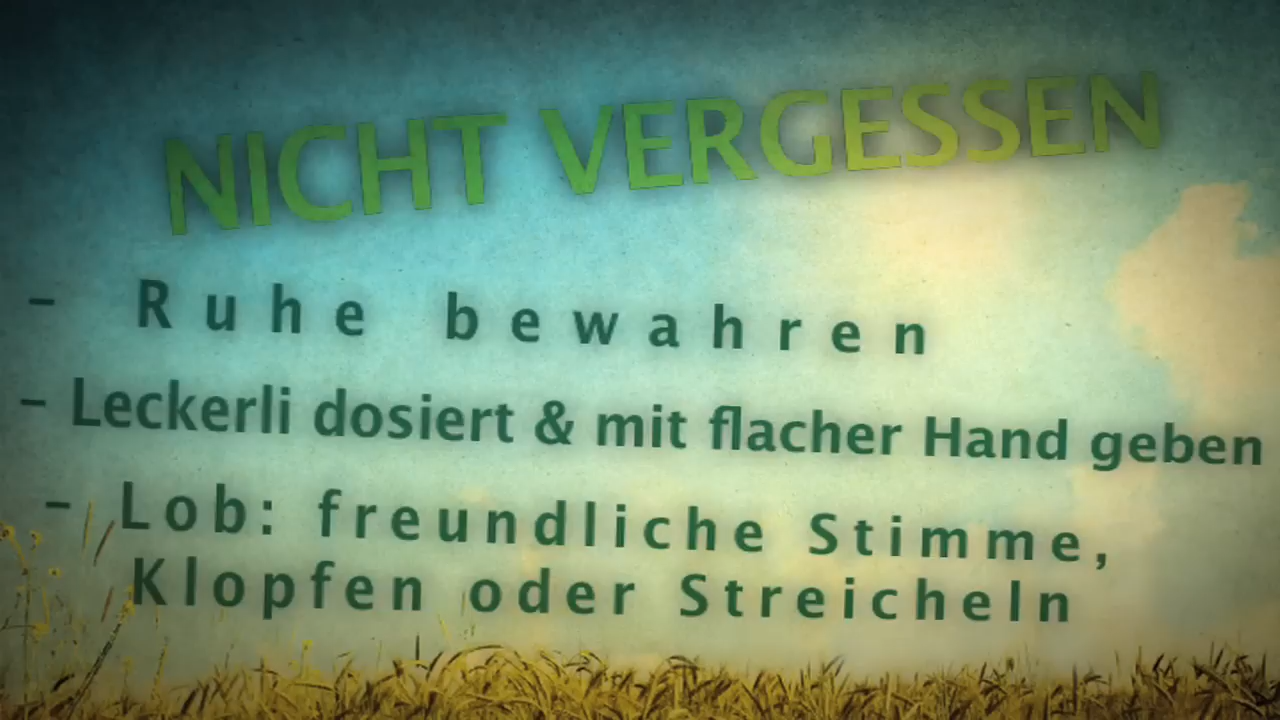 NICHT VERGESSEN
- Ruhe bewahren
- Leckerli dosiert & mit flacher Hand geben
- Lob: freundliche Stimme,
Klopfen oder Streicheln